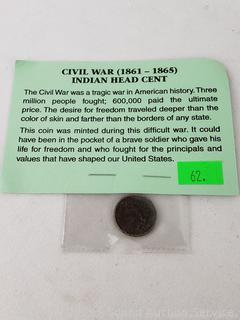 CIVIL WAR (1861 – 1865)
INDIAN HEAD CENT
The Civil War was a tragic war in American history. Three
million people fought; 600,000 paid the ultimate
price. The desire for freedom traveled deeper than the
color of skin and farther than the borders of any state.
This coin was minted during this difficult war. It could
have been in the pocket of a brave soldier who gave his
life for freedom and who fought for the principals and
values that have shaped our United States.
62.